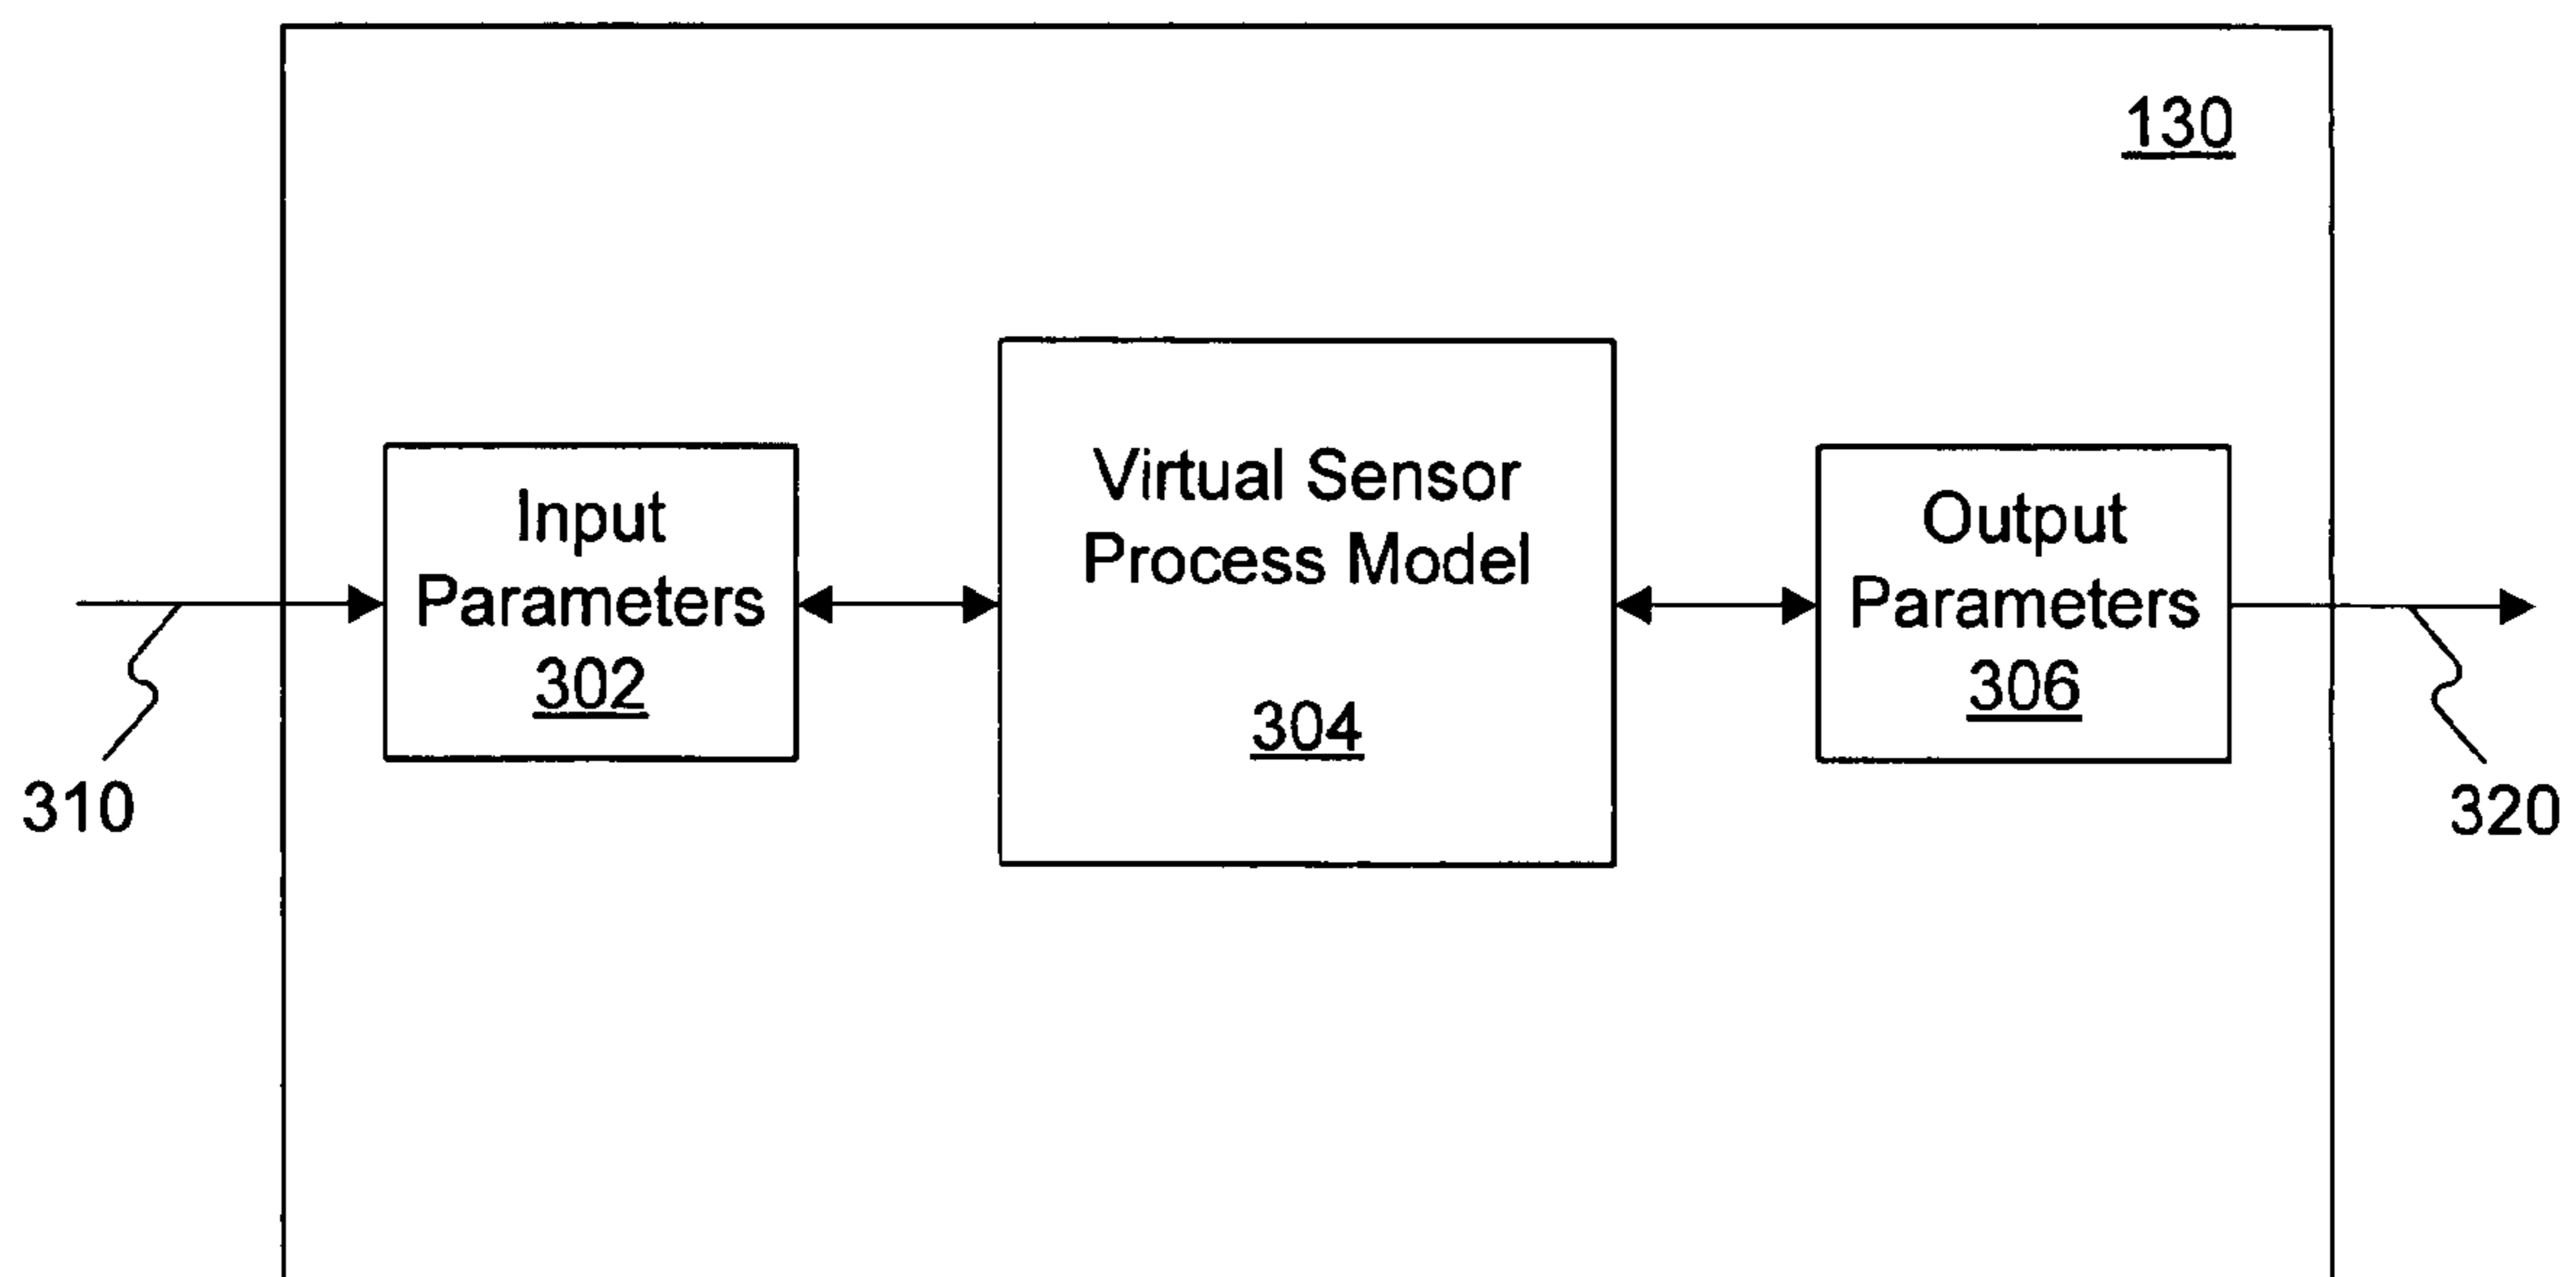 130
Input
Parameters
302
Virtual Sensor
Process Model
304
Output
Parameters
306
310
320